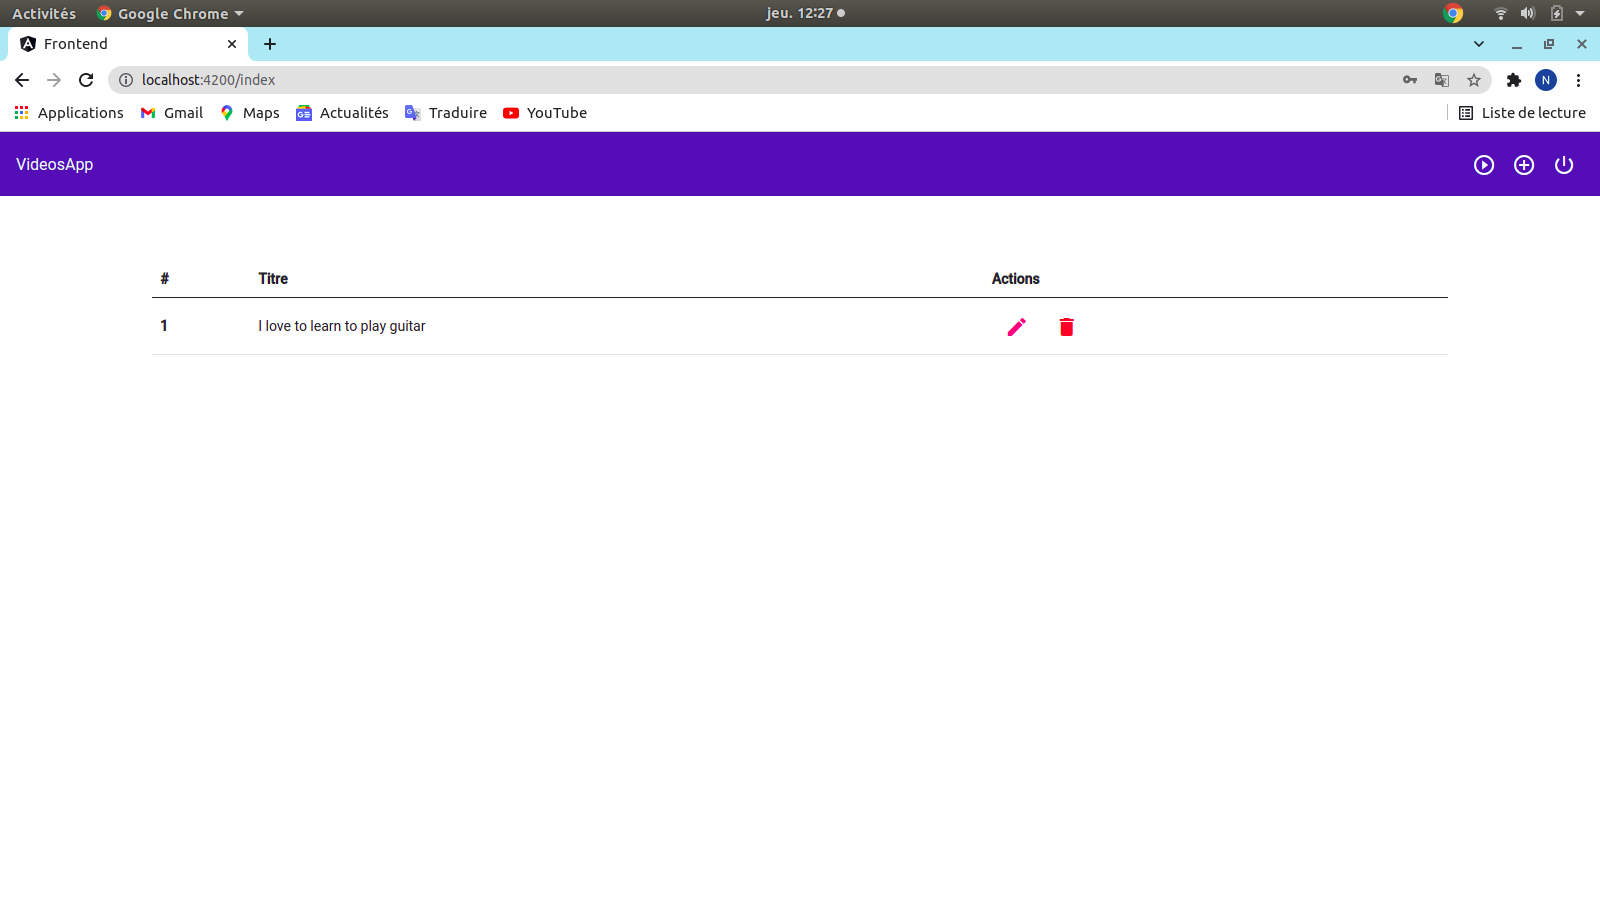 Activités Google Chrome jeu. 12:27
Frontend
localhost:4200/index
Applications Gmail Maps Actualités Traduire YouTube Liste de lecture
VideosApp
# Titre Actions
1 I love to learn to play guitar
N